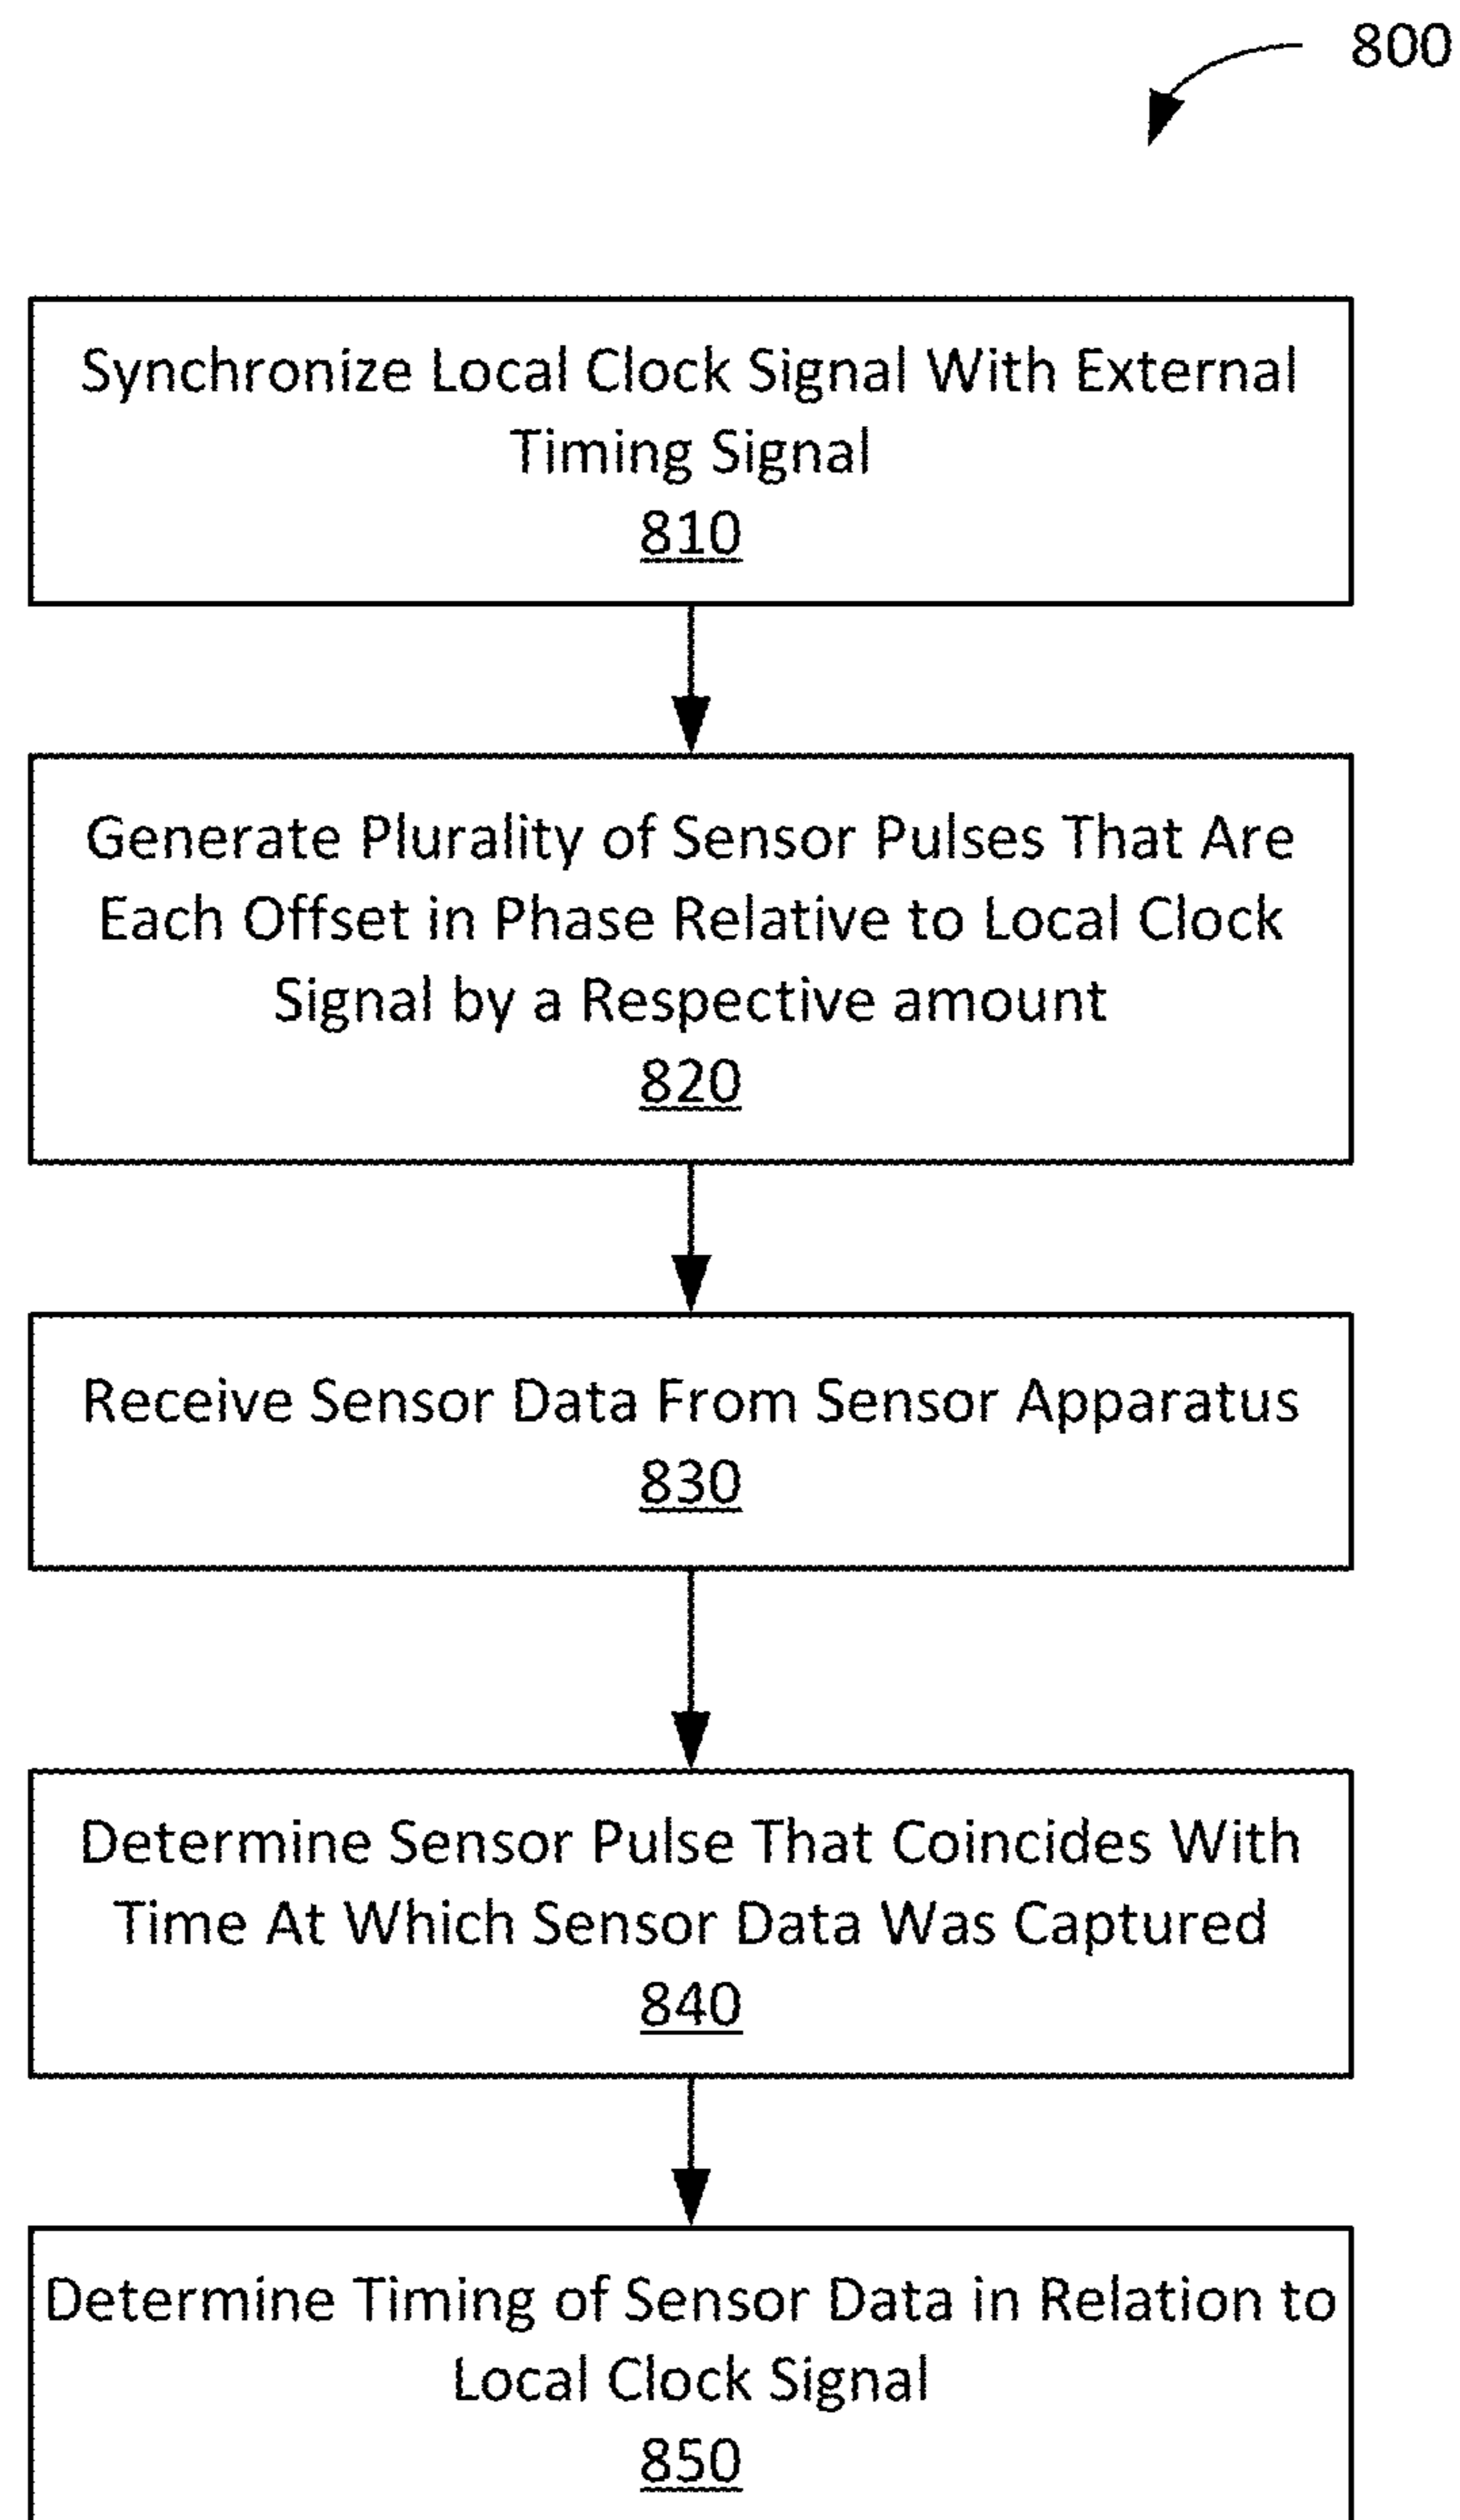 800
Synchronize Local Clock Signal With External
Timing Signal
810
Generate Plurality of Sensor Pulses That Are
Each Offset in Phase Relative to Local Clock
Signal by a Respective amount
820
Receive Sensor Data From Sensor Apparatus
830
Determine Sensor Pulse That Coincides With
Time At Which Sensor Data Was Captured
840
Determine Timing of Sensor Data in Relation to
Local Clock Signal
850